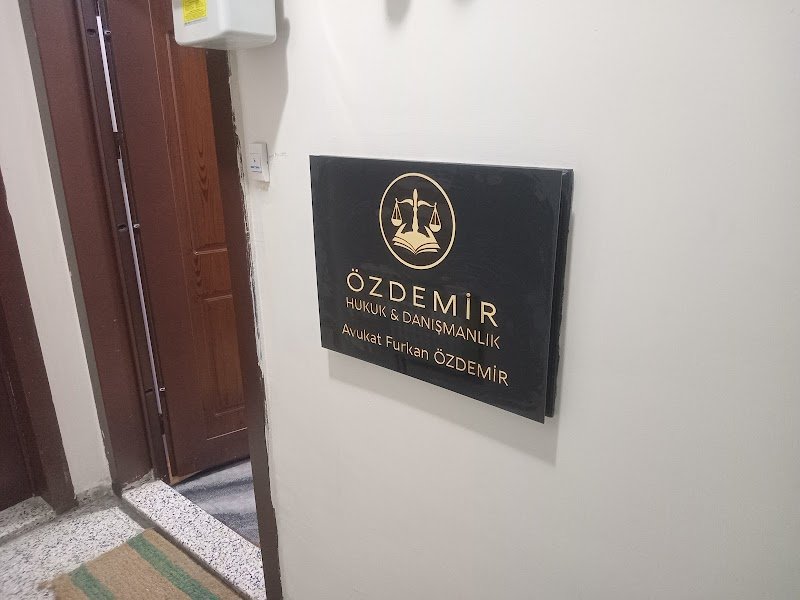 ÖZDEMİR
HUKUK & DANIŞMANLIK
Avukat Furkan ÖZDEMİR